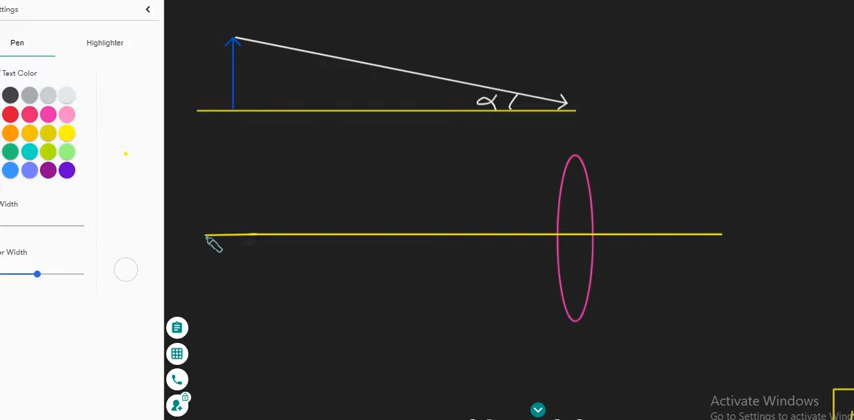 ttings
Pen Highlighter
Text Color
α
Width
er Width
Activate Windows
Go to Settings to activate Wind